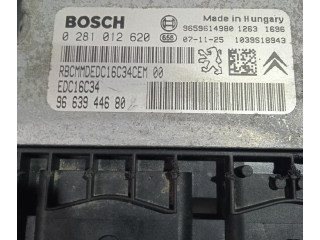 BOSCH
Made in Hungary
0 281 012 620
9659614980 1263 1696
07-11-25 1039S18943
RBCMMDEDC16C34CEM 00
EDC16C34
96 639 446 80